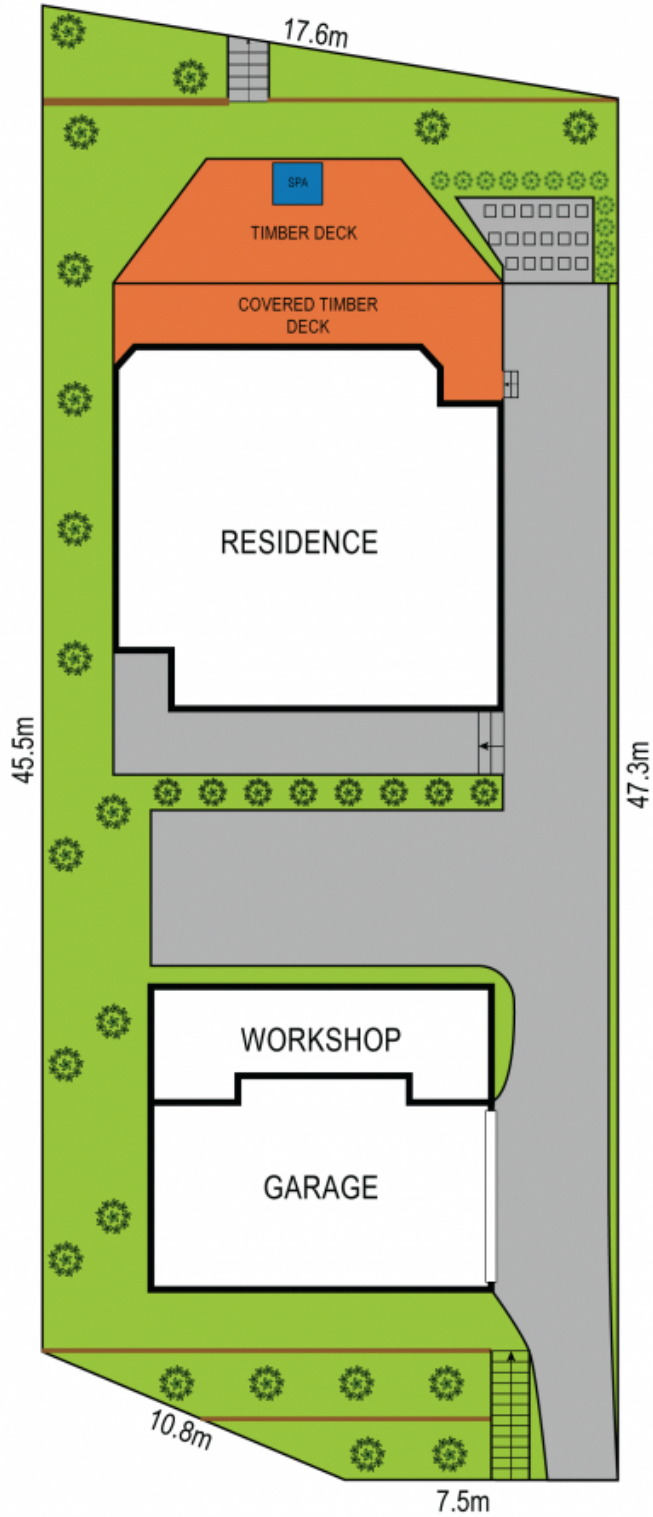 17.6m
SPA
TIMBER DECK
COVERED TIMBER
DECK
RESIDENCE
45.5m
47.3m
WORKSHOP
GARAGE
10.8m
7.5m